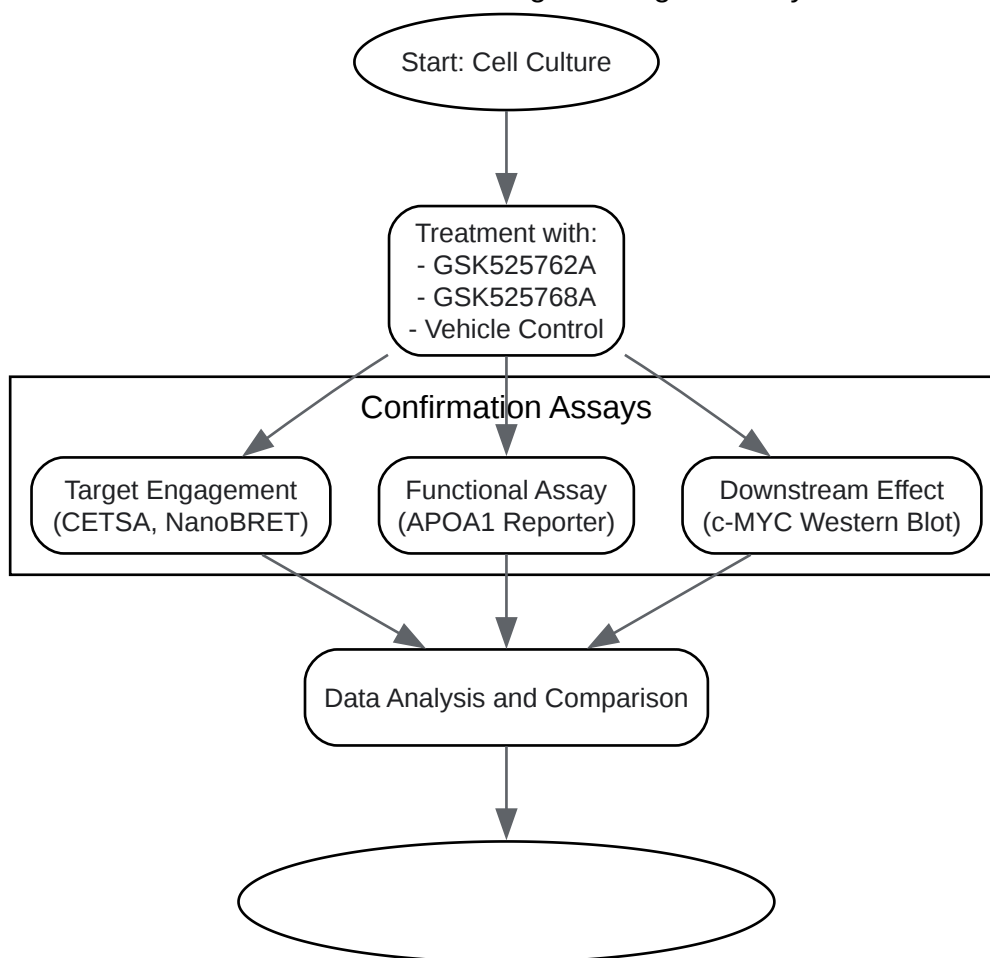 Start: Cell Culture
Treatment with:
- GSK525762A
- GSK525768A
- Vehicle Control
Confirmation Assays
Target Engagement
(CETSA, NanoBRET)
Functional Assay
(APOA1 Reporter)
Downstream Effect
(c-MYC Western Blot)
Data Analysis and Comparison